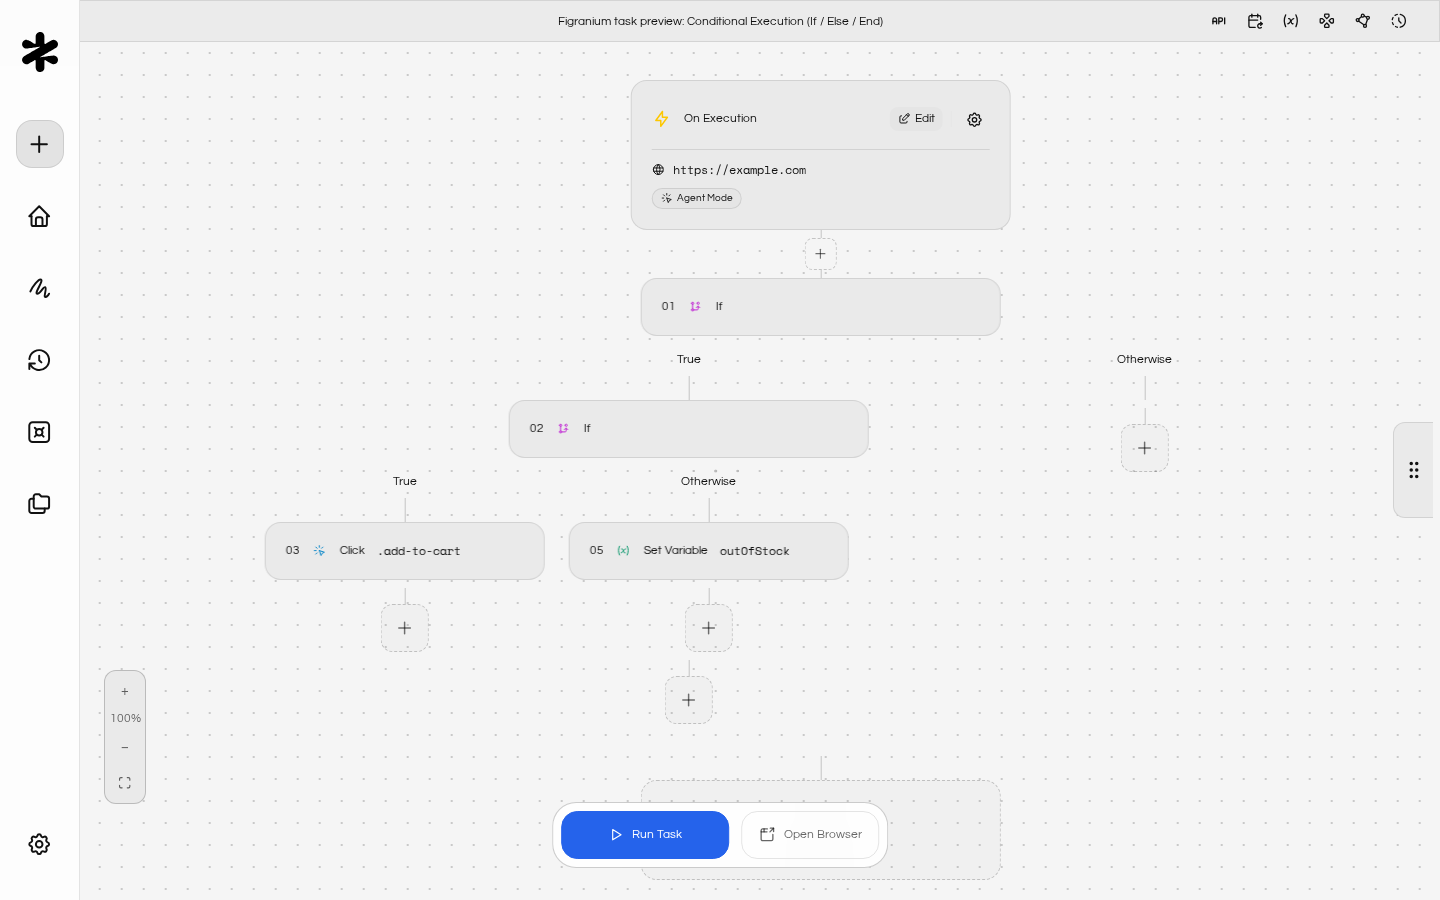 Figranium task preview: Conditional Execution (If / Else / End)
API
(x)
On Execution
Edit
https://example.com
Agent Mode
01 If
True
Otherwise
02 If
True
Otherwise
03 Click .add-to-cart
05 (x) Set Variable outOfStock
+
100%
−
Run Task
Open Browser